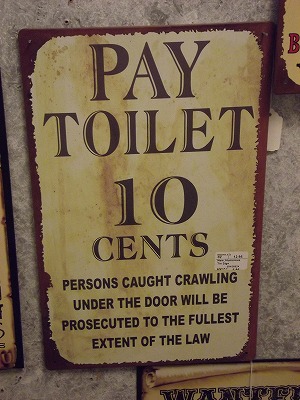 PAY
TOILET
10
CENTS
PERSONS CAUGHT CRAWLING
UNDER THE DOOR WILL BE
PROSECUTED TO THE FULLEST
EXTENT OF THE LAW
WANTED